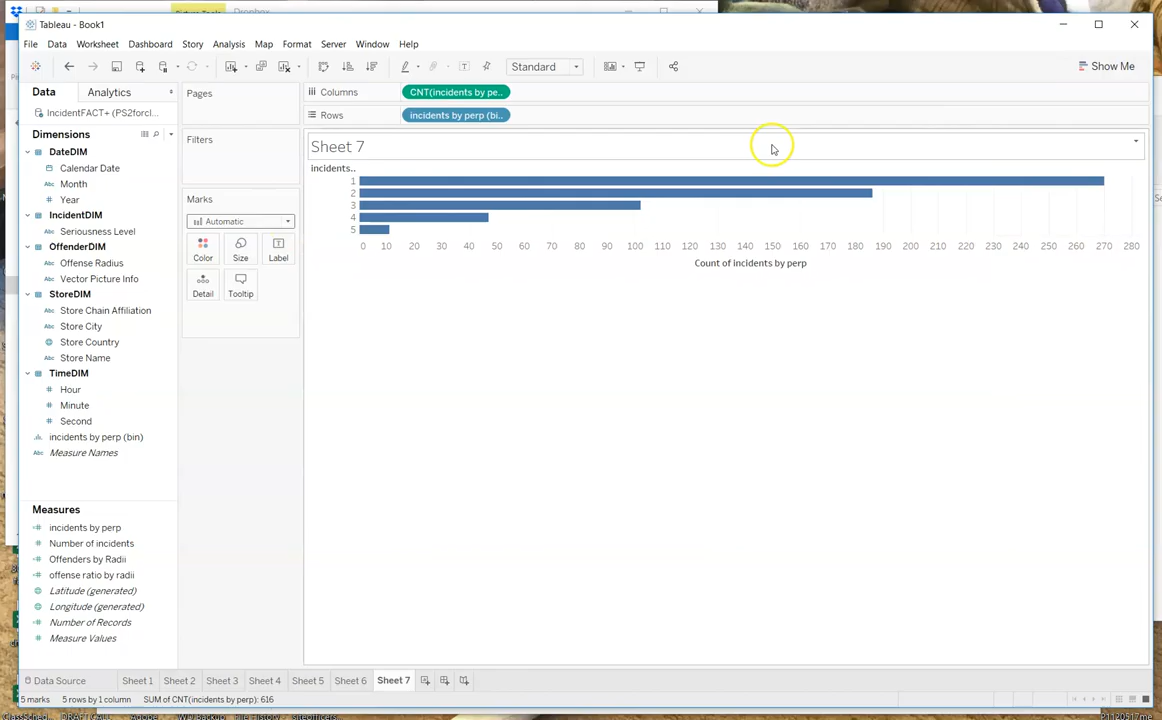 Tableau - Book1
File Data Worksheet Dashboard Story Analysis Map Format Server Window Help
Standard
Show Me
Data Analytics
Pages
Columns CNT(incidents by pe..
IncidentFACT+ (PS2forcl...
Rows incidents by perp (bi..
Dimensions
Filters
Sheet 7
DateDIM
Calendar Date
Month
Year
IncidentDIM
Seriousness Level
OffenderDIM
Offense Radius
Vector Picture Info
StoreDIM
Store Chain Affiliation
Store City
Store Country
Store Name
TimeDIM
Hour
Minute
Second
incidents by perp (bin)
Measure Names
Measures
incidents by perp
Number of incidents
Offenders by Radii
offense ratio by radii
Latitude (generated)
Longitude (generated)
Number of Records
Measure Values
Marks
Automatic
Color Size Label
Detail Tooltip
incidents..
1
2
3
4
5
0 10 20 30 40 50 60 70 80 90 100 110 120 130 140 150 160 170 180 190 200 210 220 230 240 250 260 270 280
Count of incidents by perp
Data Source Sheet 1 Sheet 2 Sheet 3 Sheet 4 Sheet 5 Sheet 6 Sheet 7
5 marks 5 rows by 1 column SUM of CNT(incidents by perp): 616